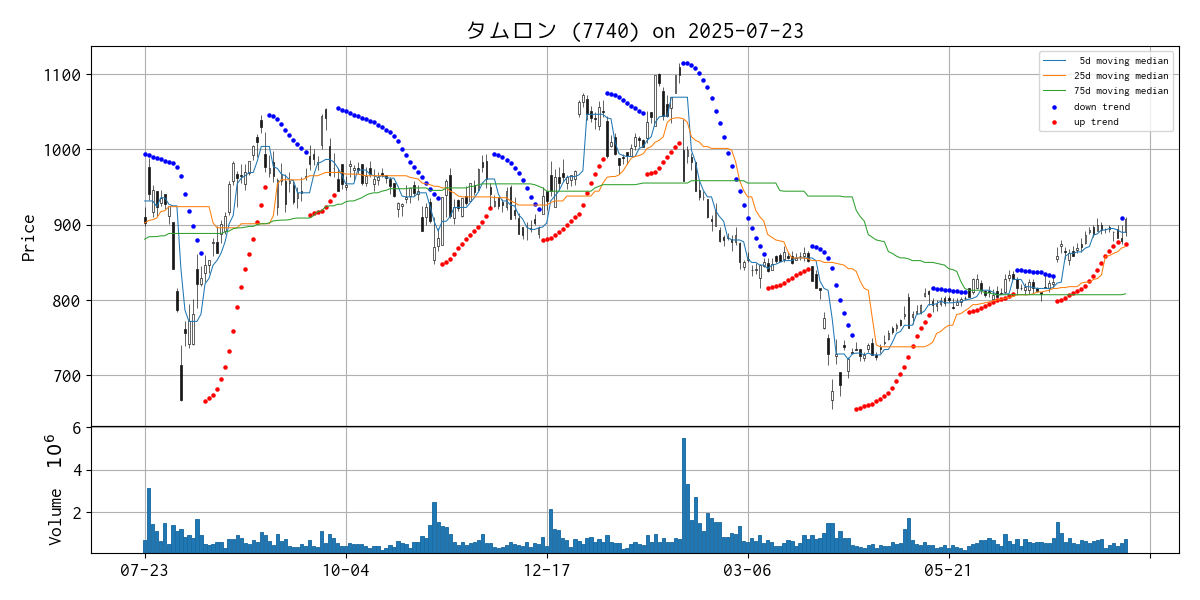 タムロン (7740) on 2025-07-23
5d moving median
25d moving median
75d moving median
down trend
up trend
Price
1100
1000
900
800
700
Volume 10^6
6
4
2
07-23
10-04
12-17
03-06
05-21